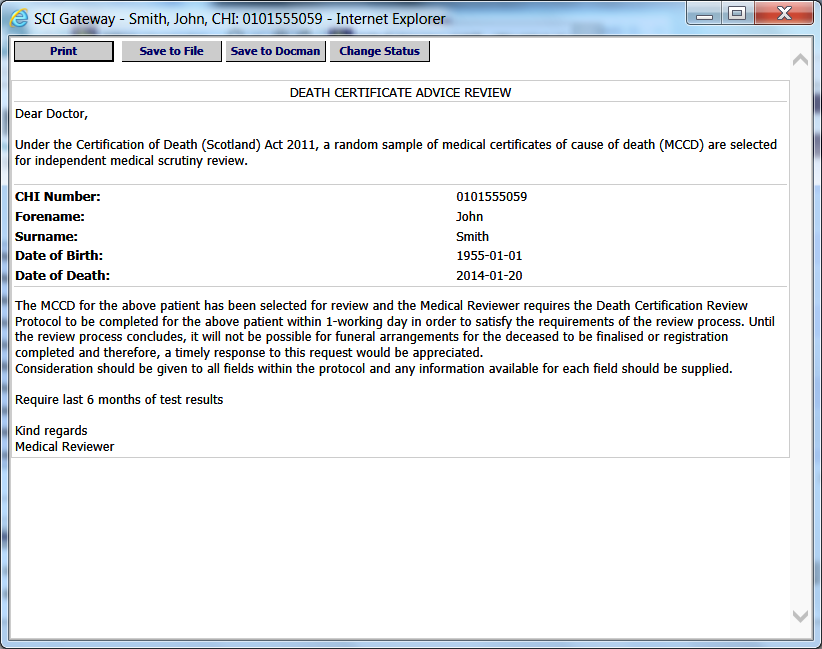 SCI Gateway - Smith, John, CHI: 0101555059 - Internet Explorer
Print Save to File Save to Docman Change Status
DEATH CERTIFICATE ADVICE REVIEW
Dear Doctor,
Under the Certification of Death (Scotland) Act 2011, a random sample of medical certificates of cause of death (MCCD) are selected
for independent medical scrutiny review.
CHI Number: 0101555059
Forename: John
Surname: Smith
Date of Birth: 1955-01-01
Date of Death: 2014-01-20
The MCCD for the above patient has been selected for review and the Medical Reviewer requires the Death Certification Review
Protocol to be completed for the above patient within 1-working day in order to satisfy the requirements of the review process. Until
the review process concludes, it will not be possible for funeral arrangements for the deceased to be finalised or registration
completed and therefore, a timely response to this request would be appreciated.
Consideration should be given to all fields within the protocol and any information available for each field should be supplied.
Require last 6 months of test results
Kind regards
Medical Reviewer